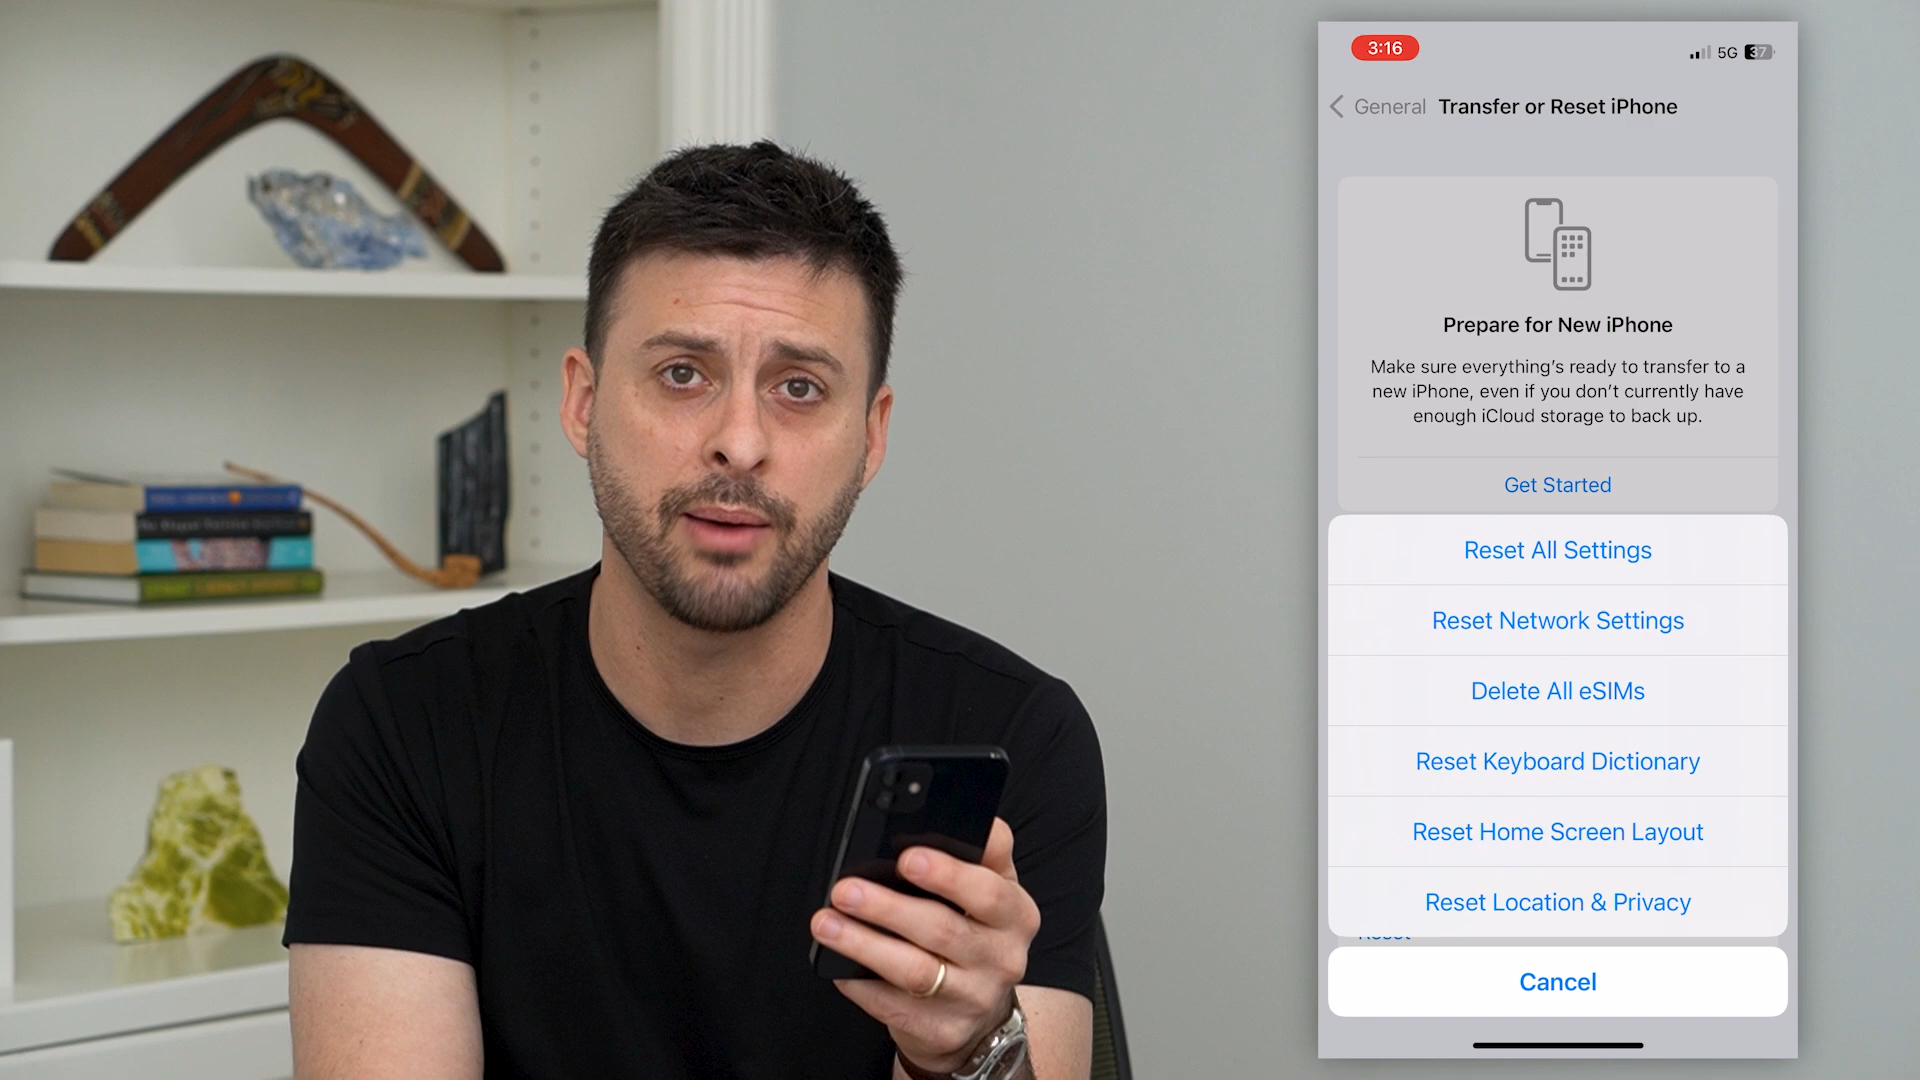 3:16
5G 37
General Transfer or Reset iPhone
Prepare for New iPhone
Make sure everything's ready to transfer to a
new iPhone, even if you don't currently have
enough iCloud storage to back up.
Get Started
Reset All Settings
Reset Network Settings
Delete All eSIMs
Reset Keyboard Dictionary
Reset Home Screen Layout
Reset Location & Privacy
Reset
Cancel